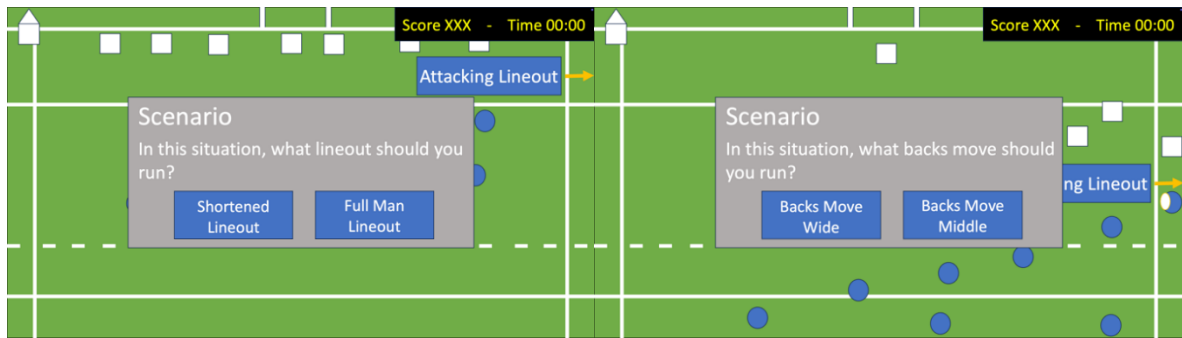 Score XXX - Time 00:00
Attacking Lineout
Scenario
In this situation, what lineout should you
run?
Shortened
Lineout
Full Man
Lineout
Score XXX - Time 00:00
Scenario
In this situation, what backs move should
you run?
ng Lineout
Backs Move
Wide
Backs Move
Middle